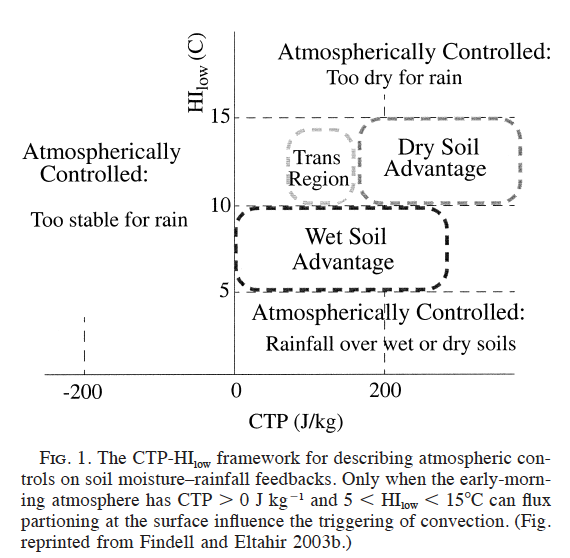 HIlow (C)
Atmospherically Controlled:
Too dry for rain
15
Atmospherically
Controlled:
Too stable for rain
Trans
Region
Dry Soil
Advantage
10
Wet Soil
Advantage
5
Atmospherically Controlled:
Rainfall over wet or dry soils
-200
0
200
CTP (J/kg)
FIG. 1. The CTP-HIlow framework for describing atmospheric con-
trols on soil moisture–rainfall feedbacks. Only when the early-morn-
ing atmosphere has CTP > 0 J kg−1 and 5 < HIlow < 15°C can flux
partioning at the surface influence the triggering of convection. (Fig.
reprinted from Findell and Eltahir 2003b.)